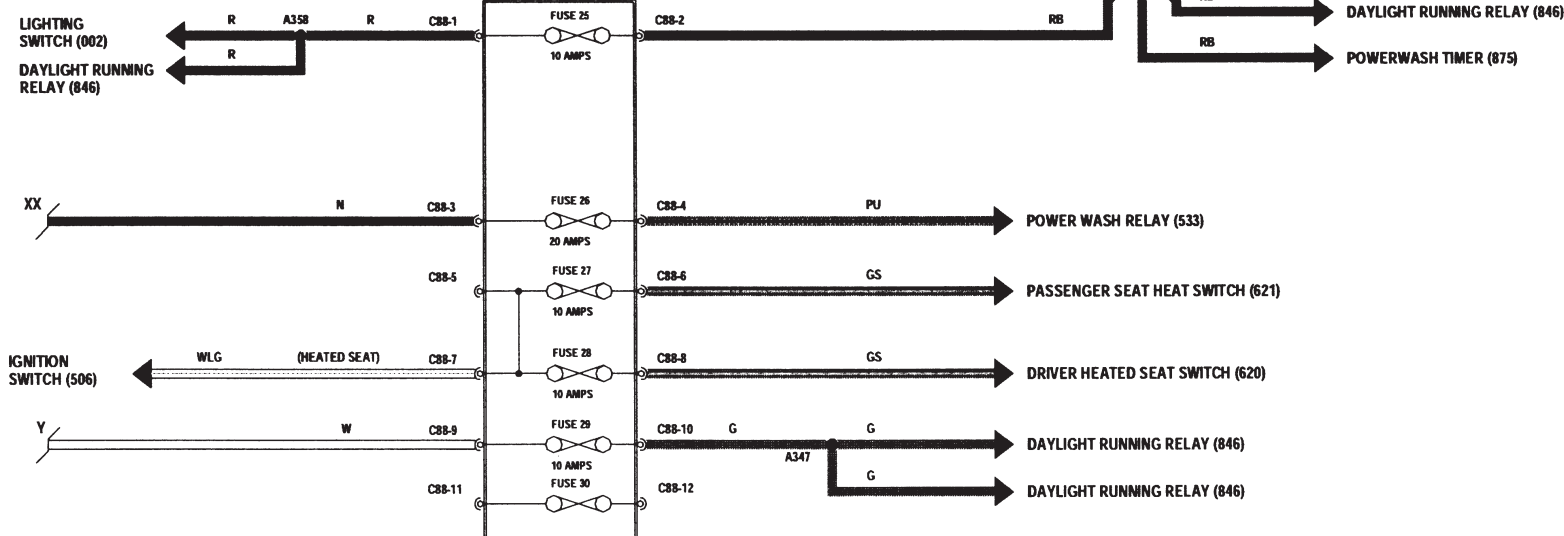 LIGHTING
SWITCH (002)
R
A358
R
C88-1
FUSE 25
10 AMPS
C88-2
RB
DAYLIGHT RUNNING RELAY (846)
R
DAYLIGHT RUNNING
RELAY (846)
RB
POWERWASH TIMER (875)
XX
N
C88-3
FUSE 26
20 AMPS
C88-4
PU
POWER WASH RELAY (533)
C88-5
FUSE 27
10 AMPS
C88-6
GS
PASSENGER SEAT HEAT SWITCH (621)
IGNITION
SWITCH (506)
WLG
(HEATED SEAT)
C88-7
FUSE 28
10 AMPS
C88-8
GS
DRIVER HEATED SEAT SWITCH (620)
Y
W
C88-9
FUSE 29
10 AMPS
C88-10
G
A347
G
DAYLIGHT RUNNING RELAY (846)
C88-11
FUSE 30
C88-12
G
DAYLIGHT RUNNING RELAY (846)